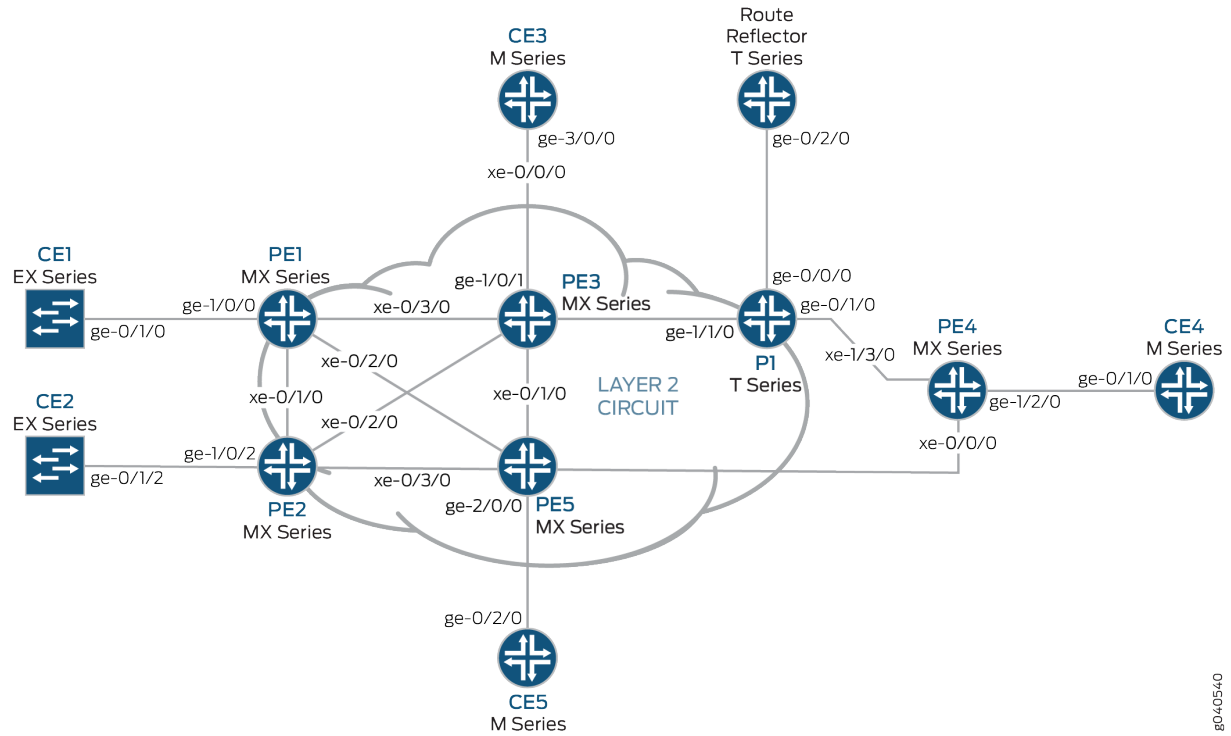 CE3
M Series
ge-3/0/0
xe-0/0/0
Route
Reflector
T Series
ge-0/2/0
CE1
EX Series
ge-0/1/0
PE1
MX Series
ge-1/0/0
xe-0/3/0
xe-0/2/0
xe-0/1/0
ge-1/0/1
PE3
MX Series
ge-1/1/0
xe-0/1/0
ge-0/0/0
ge-0/1/0
P1
T Series
xe-1/3/0
PE4
MX Series
ge-1/2/0
xe-0/0/0
CE4
M Series
ge-0/1/0
LAYER 2
CIRCUIT
CE2
EX Series
ge-0/1/2
ge-1/0/2
xe-0/2/0
PE2
MX Series
xe-0/3/0
ge-2/0/0
PE5
MX Series
ge-0/2/0
CE5
M Series
g040540